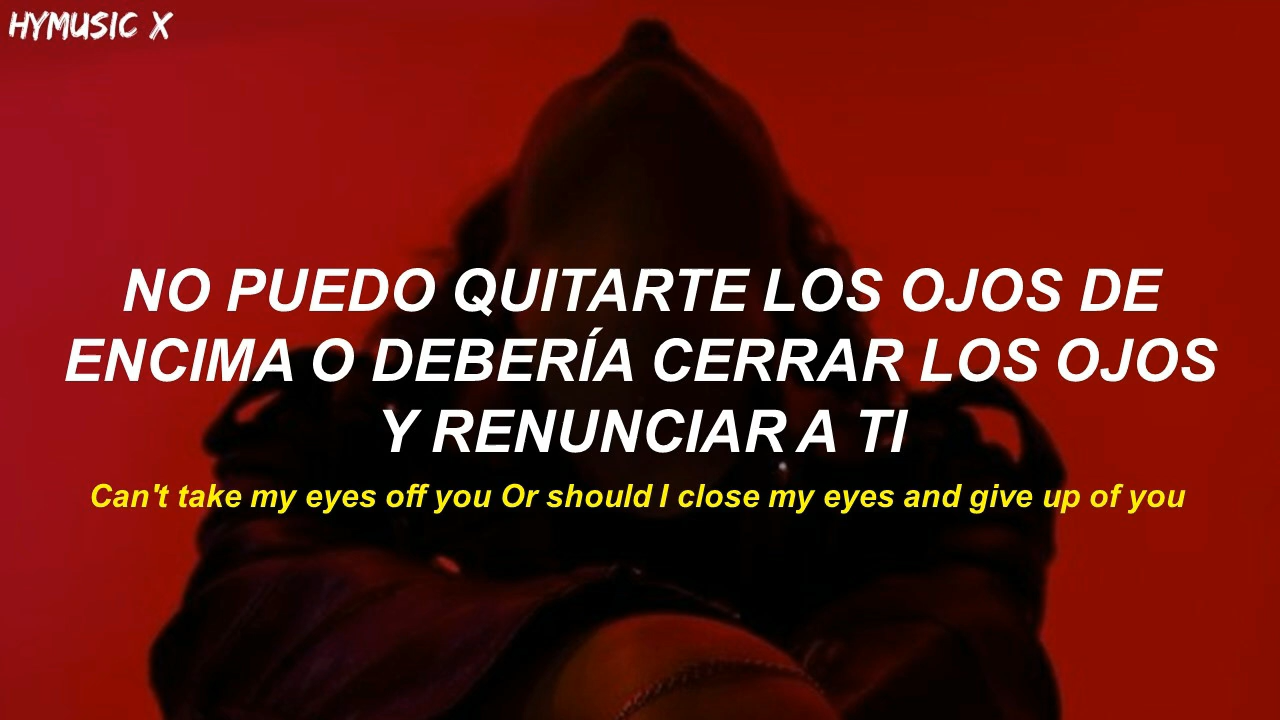 HYMUSIC X
NO PUEDO QUITARTE LOS OJOS DE
ENCIMA O DEBERÍA CERRAR LOS OJOS
Y RENUNCIAR A TI
Can't take my eyes off you Or should I close my eyes and give up of you